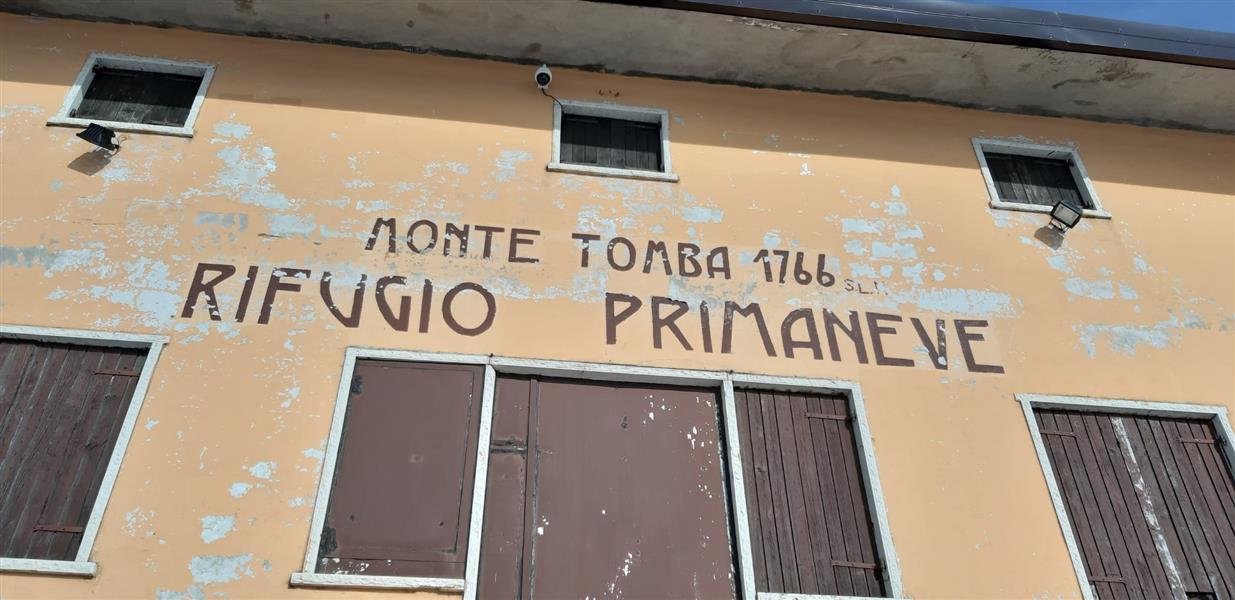 MONTE TOMBA 1766 S.L.M.
RIFUGIO PRIMANEVE